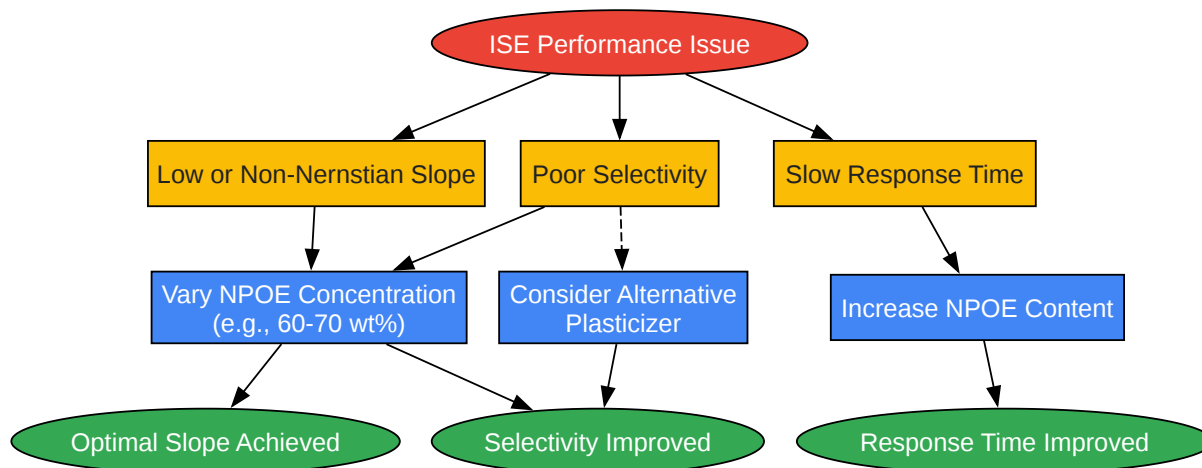 ISE Performance Issue
Low or Non-Nernstian Slope
Poor Selectivity
Slow Response Time
Vary NPOE Concentration
(e.g., 60-70 wt%)
Consider Alternative
Plasticizer
Increase NPOE Content
Optimal Slope Achieved
Selectivity Improved
Response Time Improved